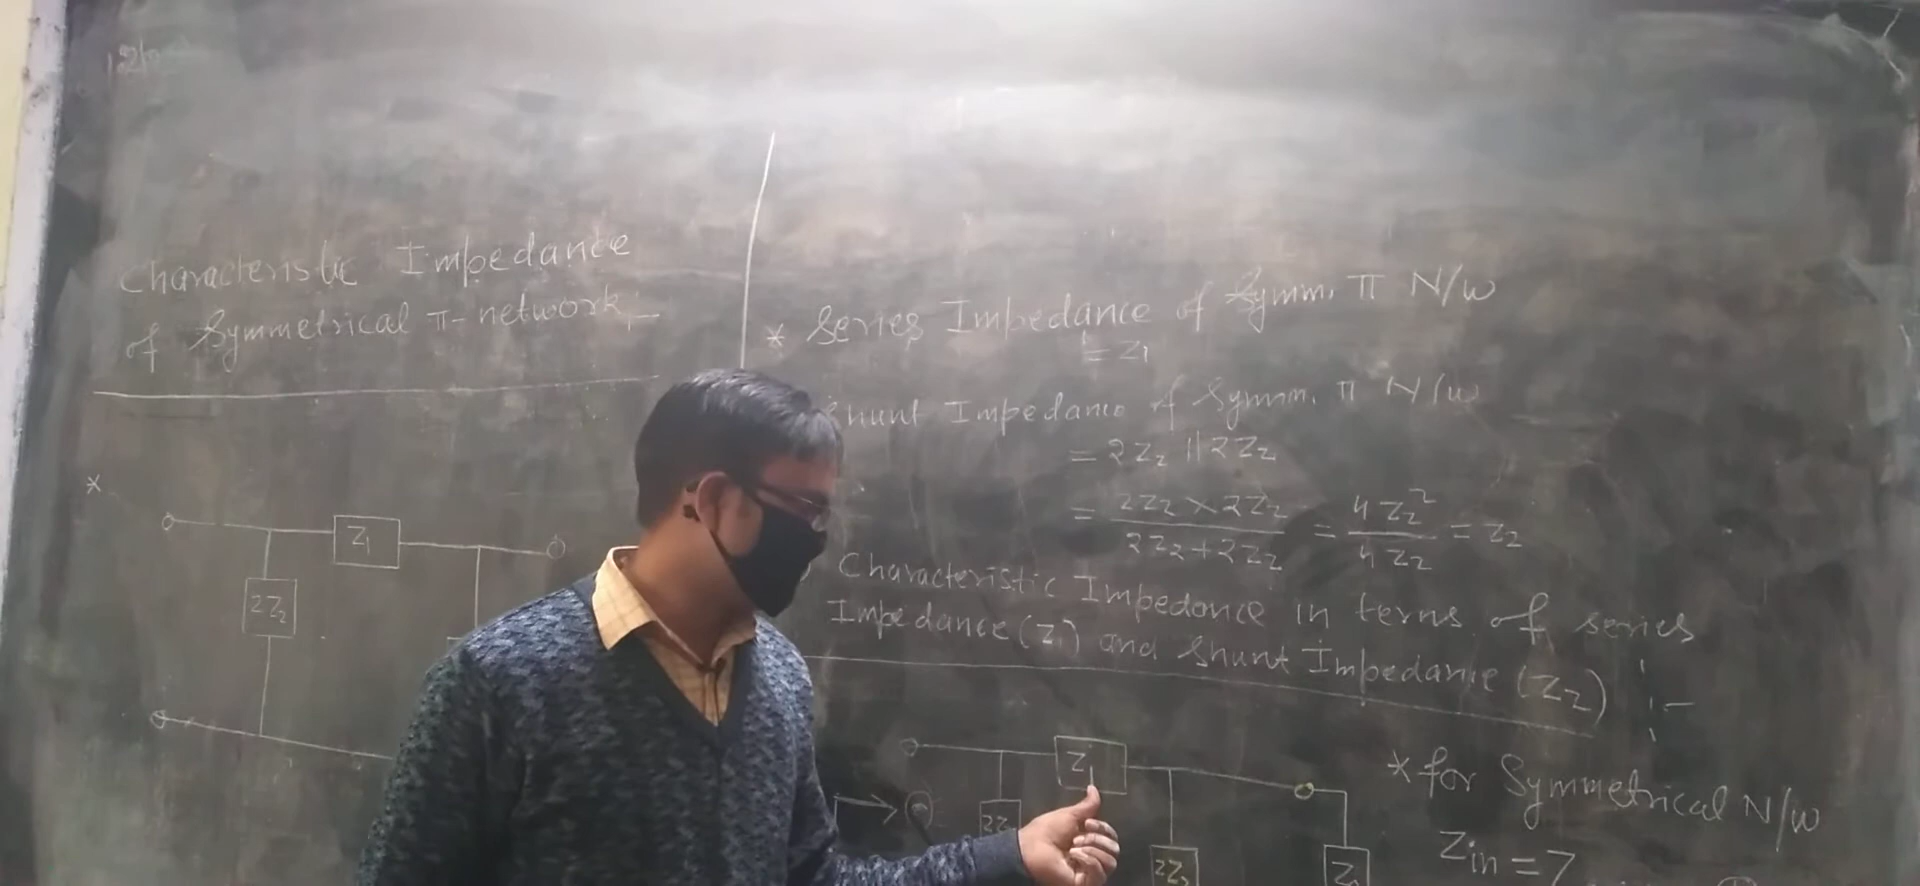 Characteristic Impedance
of Symmetrical π-network:-
*
Z1
2Z2
* Series Impedance of Symm. π N/w
= Z1
Shunt Impedance of Symm. π N/w
= 2Z2 || 2Z2
= 2Z2 × 2Z2 / 2Z2 + 2Z2 = 4Z2² / 4Z2 = Z2
Characteristic Impedance in terms of series
Impedance (Z1) and Shunt Impedance (Z2) :-
Z1
2Z2
* for Symmetrical N/w
Zin =